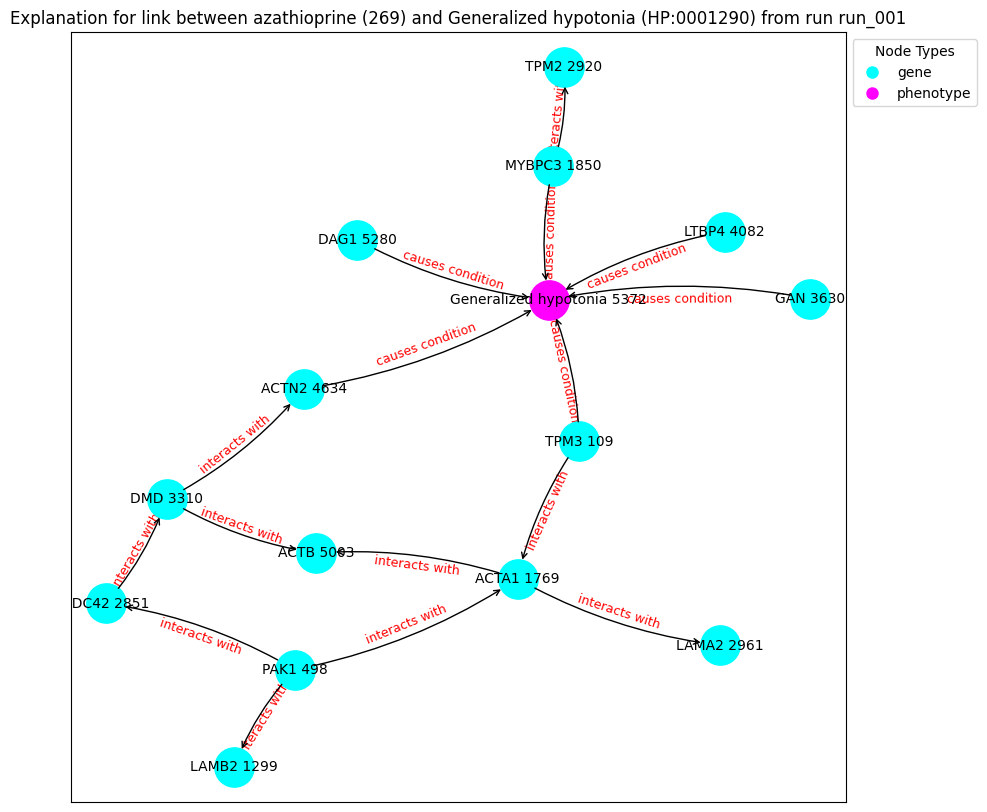 Explanation for link between azathioprine (269) and Generalized hypotonia (HP:0001290) from run run_001
Node Types
gene
phenotype
TPM2 2920
interacts with
MYBPC3 1850
causes condition
DAG1 5280
causes condition
LTBP4 4082
causes condition
Generalized hypotonia 5372
causes condition
GAN 3630
causes condition
causes condition
ACTN2 4634
interacts with
TPM3 109
interacts with
DMD 3310
interacts with
ACTB 5003
interacts with
ACTA1 1769
interacts with
DC42 2851
interacts with
interacts with
interacts with
LAMA2 2961
PAK1 498
interacts with
LAMB2 1299